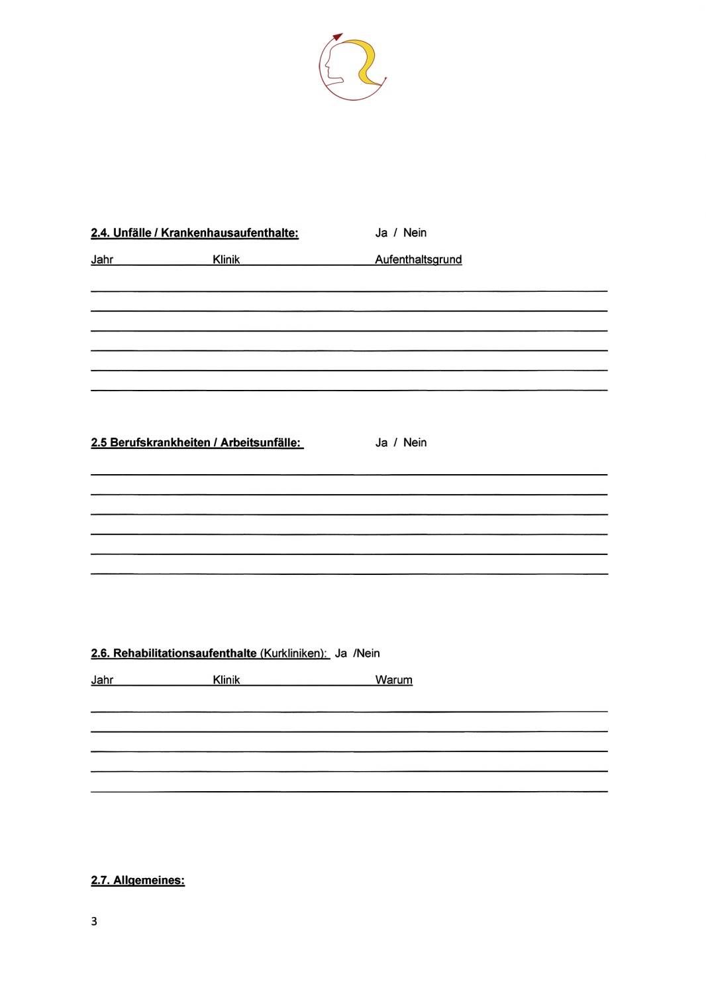 2.4. Unfälle / Krankenhausaufenthalte: Ja / Nein
Jahr Klinik Aufenthaltsgrund
2.5 Berufskrankheiten / Arbeitsunfälle: Ja / Nein
2.6. Rehabilitationsaufenthalte (Kurkliniken): Ja /Nein
Jahr Klinik Warum
2.7. Allgemeines:
3